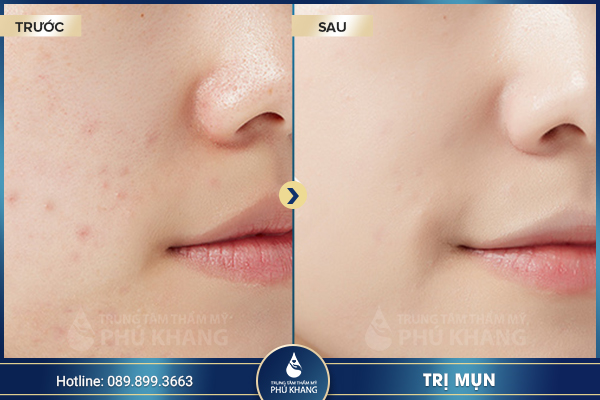 TRƯỚC
SAU
TRUNG TÂM THẨM MỸ
PHÚ KHANG
TRUNG TÂM THẨM MỸ
PHÚ KHANG
Hotline: 089.899.3663
TRUNG TÂM THẨM MỸ
PHÚ KHANG
TRỊ MỤN